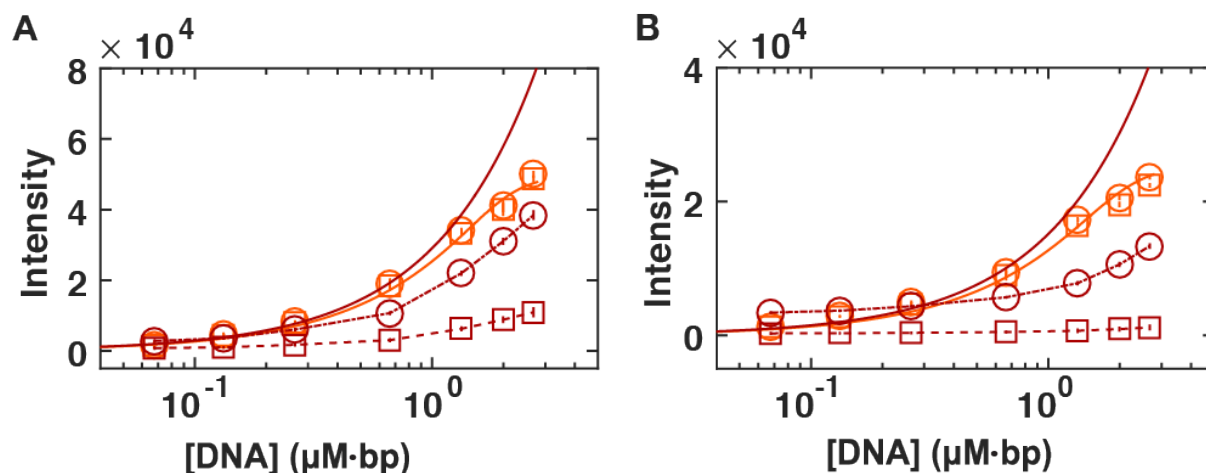 A
× 10⁴
8
6
4
2
0
Intensity
10⁻¹
10⁰
[DNA] (µM·bp)
B
× 10⁴
4
2
0
Intensity
10⁻¹
10⁰
[DNA] (µM·bp)